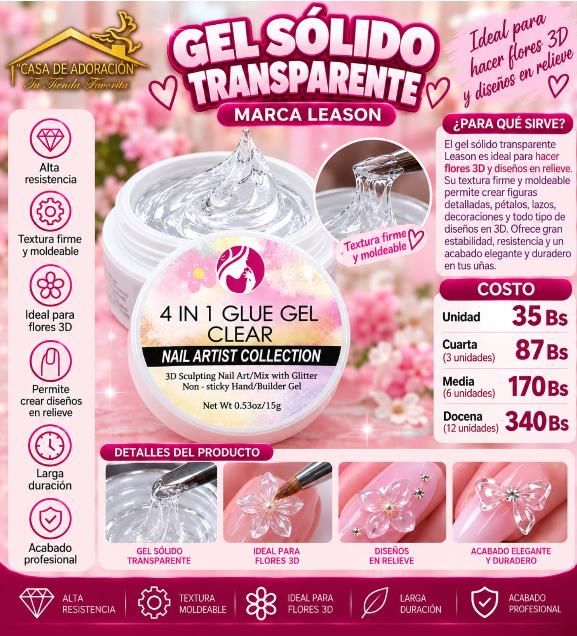 "CASA DE ADORACIÓN"
Tu Tienda Favorita
GEL SÓLIDO
TRANSPARENTE
MARCA LEASON
Ideal para
hacer flores 3D
y diseños en relieve
Alta
resistencia
Textura firme
y moldeable
Ideal para
flores 3D
Permite
crear diseños
en relieve
Larga
duración
Acabado
profesional
Textura firme
y moldeable
4 IN 1 GLUE GEL
CLEAR
NAIL ARTIST COLLECTION
3D Sculpting Nail Art/Mix with Glitter
Non - sticky Hand/Builder Gel
Net Wt 0.53oz/15g
¿PARA QUÉ SIRVE?
El gel sólido transparente
Leason es ideal para hacer
flores 3D y diseños en relieve.
Su textura firme y moldeable
permite crear figuras
detalladas, pétalos, lazos,
decoraciones y todo tipo de
diseños en 3D. Ofrece gran
estabilidad, resistencia y un
acabado elegante y duradero
en tus uñas.
COSTO
Unidad 35 Bs
Cuarta
(3 unidades) 87 Bs
Media
(6 unidades) 170 Bs
Docena
(12 unidades) 340 Bs
DETALLES DEL PRODUCTO
GEL SÓLIDO
TRANSPARENTE
IDEAL PARA
FLORES 3D
DISEÑOS
EN RELIEVE
ACABADO ELEGANTE
Y DURADERO
ALTA
RESISTENCIA
TEXTURA
MOLDEABLE
IDEAL PARA
FLORES 3D
LARGA
DURACIÓN
ACABADO
PROFESIONAL